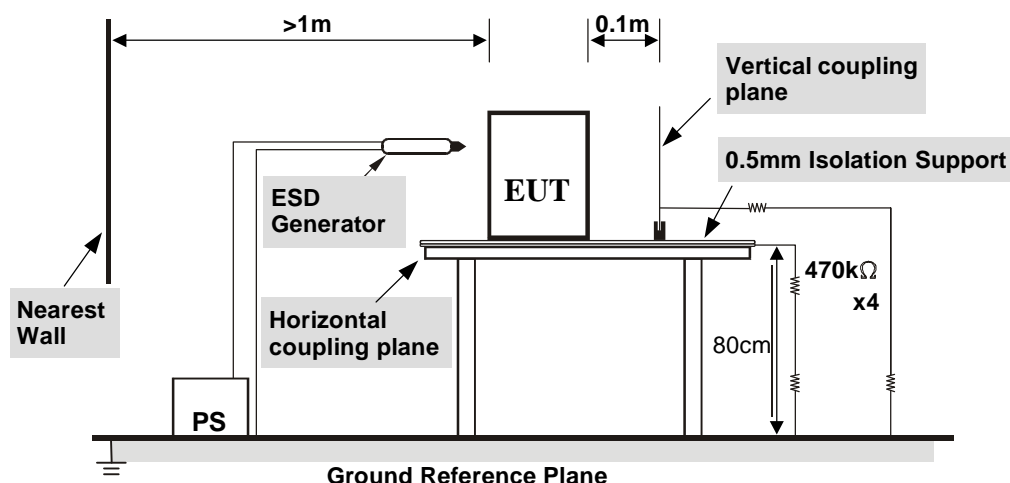 >1m
0.1m
Vertical coupling
plane
0.5mm Isolation Support
ESD
Generator
EUT
Nearest
Wall
Horizontal
coupling plane
470kΩ
x4
80cm
PS
Ground Reference Plane